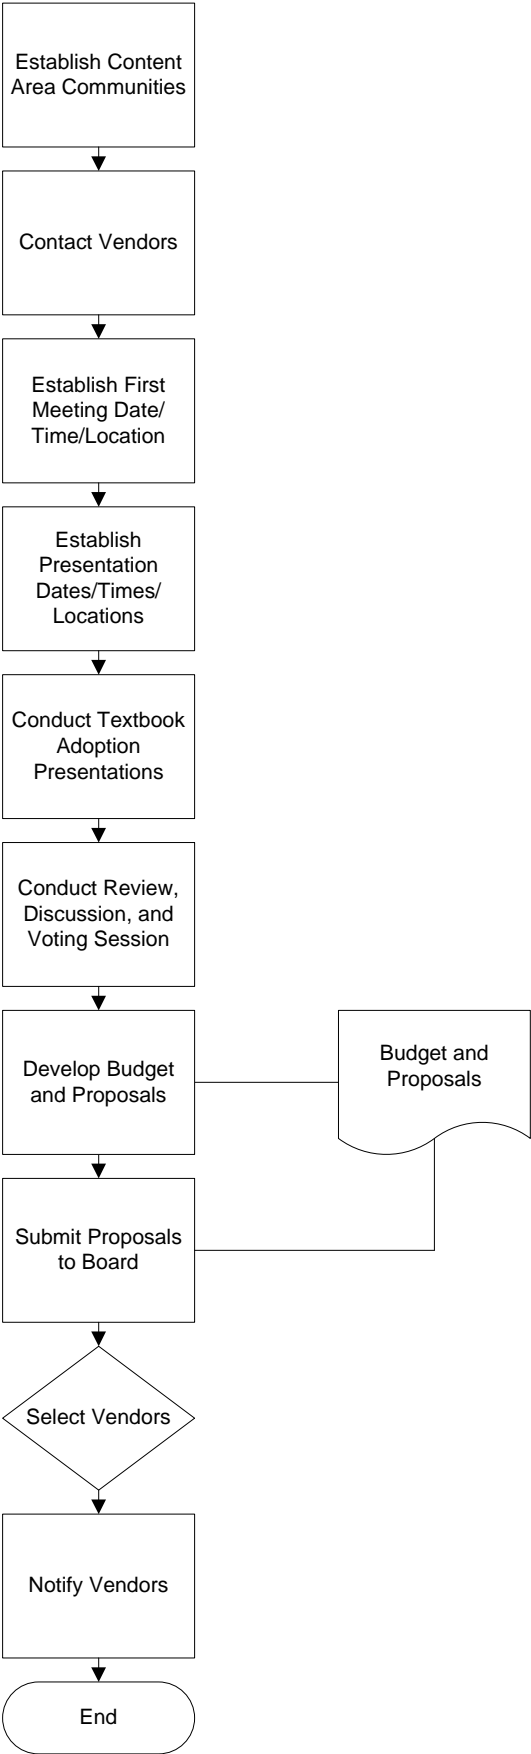 Establish Content
Area Communities
Contact Vendors
Establish First
Meeting Date/
Time/Location
Establish
Presentation
Dates/Times/
Locations
Conduct Textbook
Adoption
Presentations
Conduct Review,
Discussion, and
Voting Session
Develop Budget
and Proposals
Budget and
Proposals
Submit Proposals
to Board
Select Vendors
Notify Vendors
End